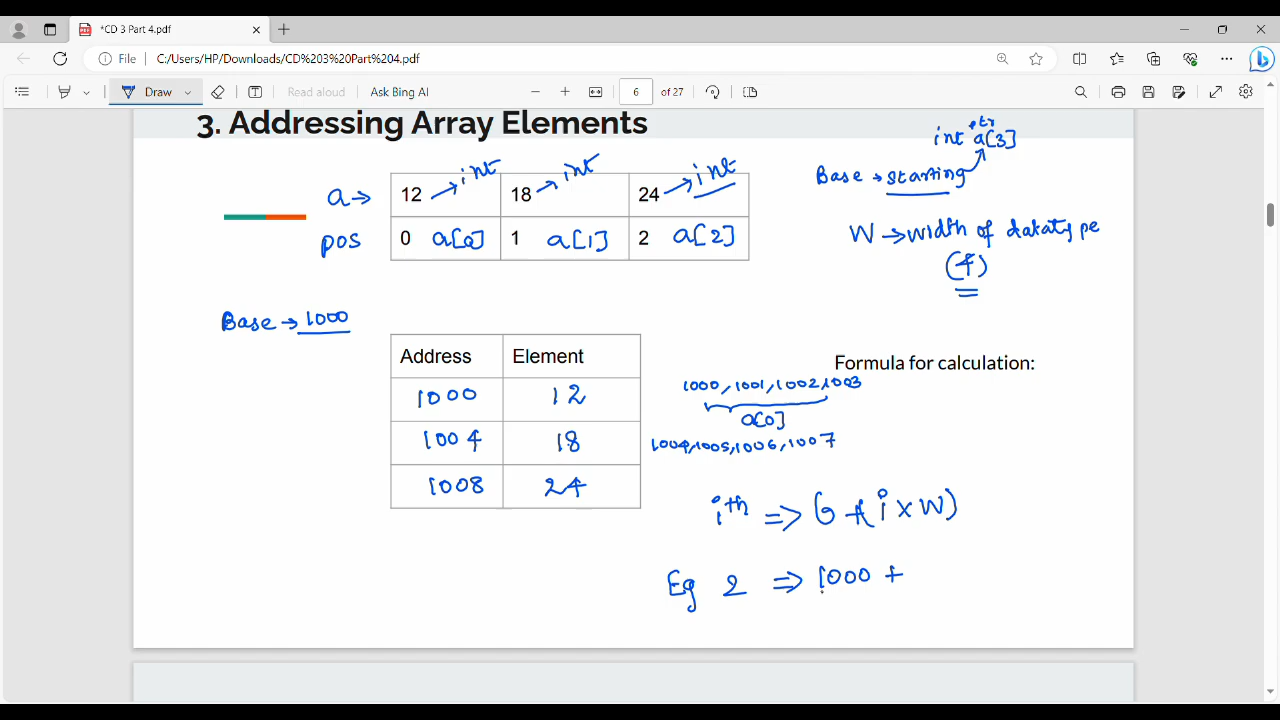 *CD 3 Part 4.pdf
File C:/Users/HP/Downloads/CD%203%20Part%204.pdf
Draw Read aloud Ask Bing AI 6 of 27
3. Addressing Array Elements
ptr
int a[3]
Base → starting
a → 12 → int 18 → int 24 → int
pos 0 a[0] 1 a[1] 2 a[2]
W → width of datatype
(4)
Base → 1000
Address Element
1000 12
1004 18
1008 24
Formula for calculation:
1000, 1001, 1002, 1003
a[0]
1004, 1005, 1006, 1007
ith => b + (i × W)
Eg 2 => 1000 +